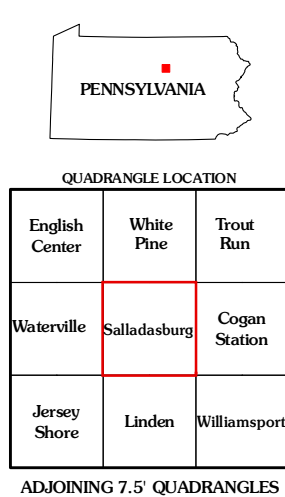 PENNSYLVANIA
QUADRANGLE LOCATION
English Center
White Pine
Trout Run
Waterville
Salladasburg
Cogan Station
Jersey Shore
Linden
Williamsport
ADJOINING 7.5' QUADRANGLES